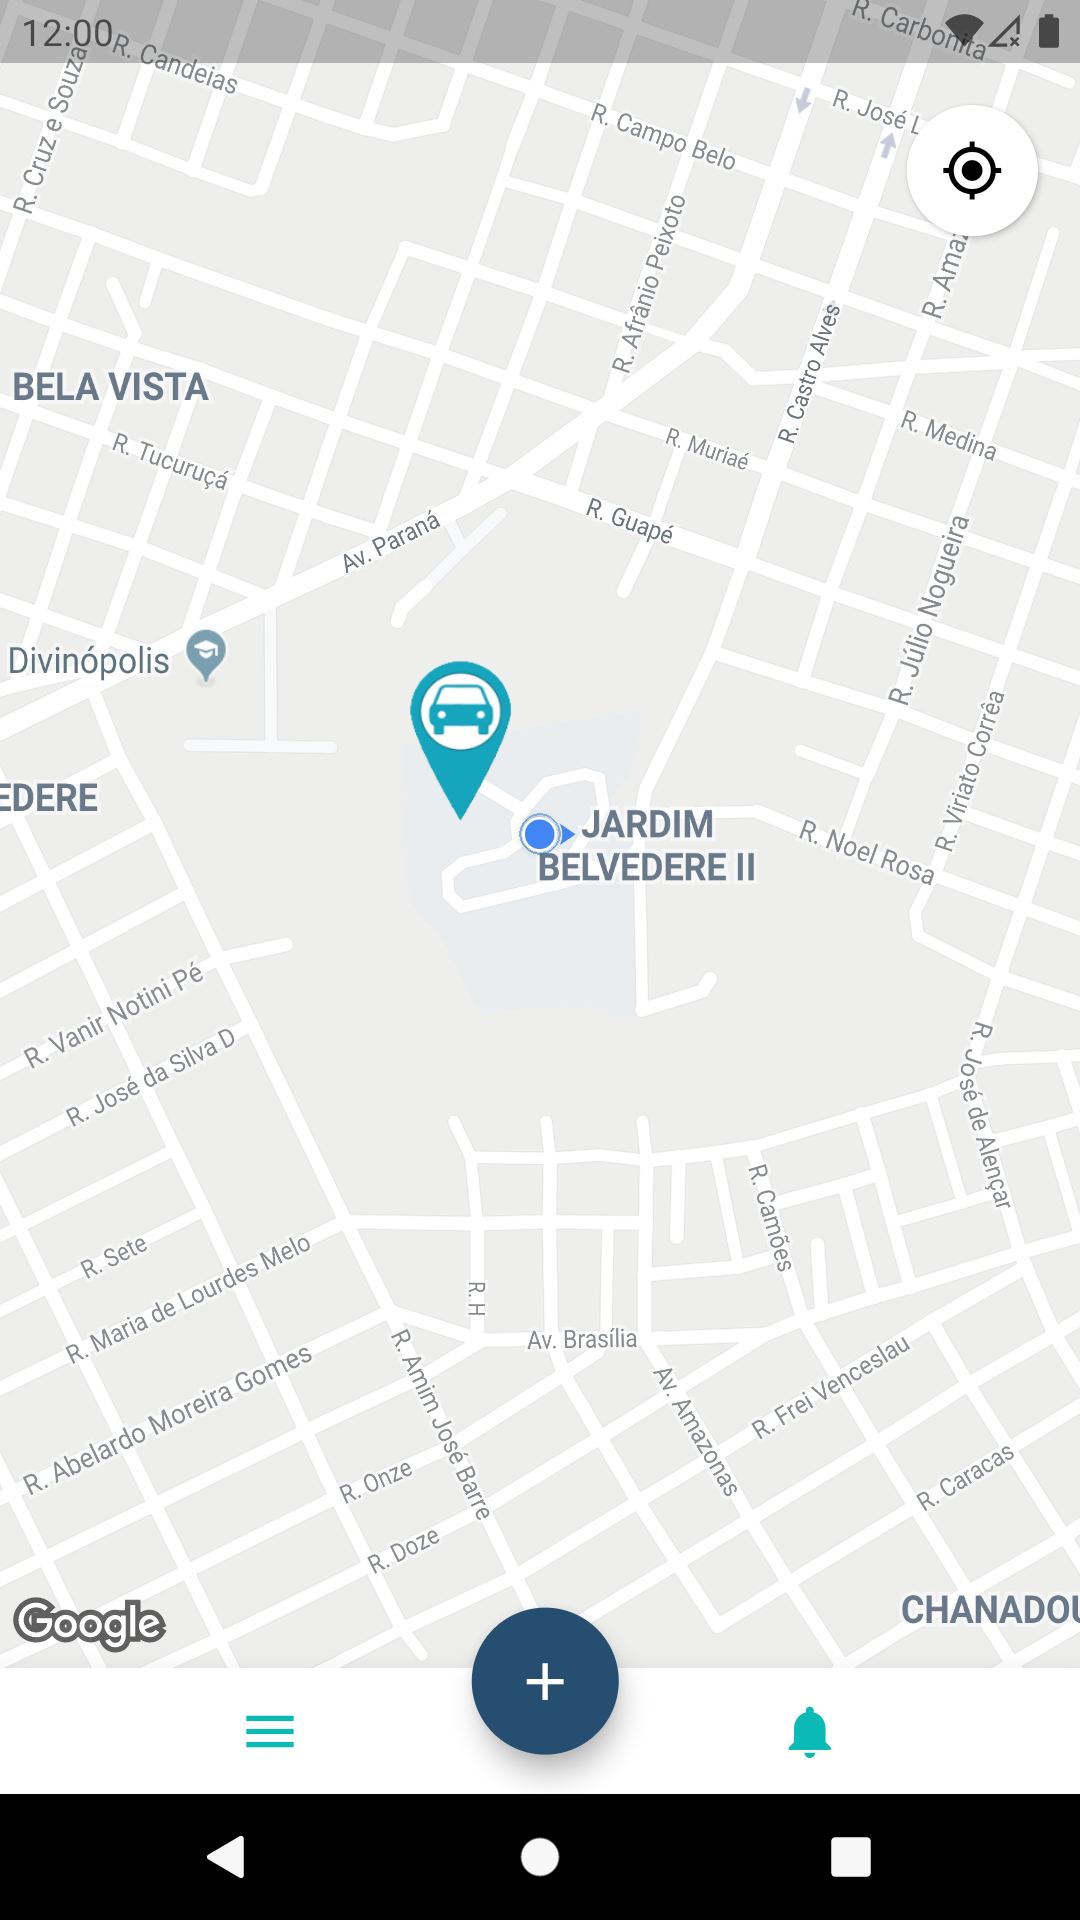 12:00
R. Carbonita
R. Candeias
R. José L
R. Campo Belo
R. Cruz e Souza
R. Afrânio Peixoto
R. Castro Alves
BELA VISTA
R. Muriaé
R. Medina
R. Tucuruçá
R. Guapé
Av. Paraná
R. Júlio Nogueira
Divinópolis
R. Viriato Corrêa
EDERE
JARDIM
BELVEDERE II
R. Noel Rosa
R. Vanir Notini Pé
R. José da Silva D
R. José de Alençar
R. Camões
R. Sete
R. Maria de Lourdes Melo
R. H
Av. Brasília
R. Abelardo Moreira Gomes
R. Amim José Barre
Av. Amazonas
R. Frei Venceslau
R. Onze
R. Caracas
R. Doze
Google
CHANADOU